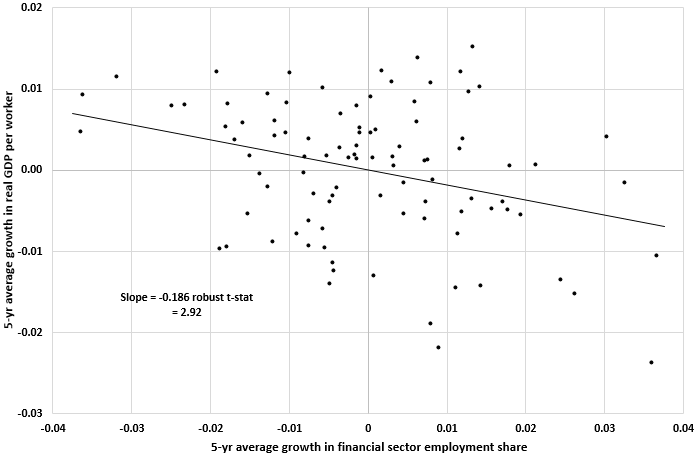 0.02
0.01
0.00
-0.01
-0.02
-0.03
5-yr average growth in real GDP per worker
Slope = -0.186 robust t-stat
= 2.92
-0.04 -0.03 -0.02 -0.01 0 0.01 0.02 0.03 0.04
5-yr average growth in financial sector employment share